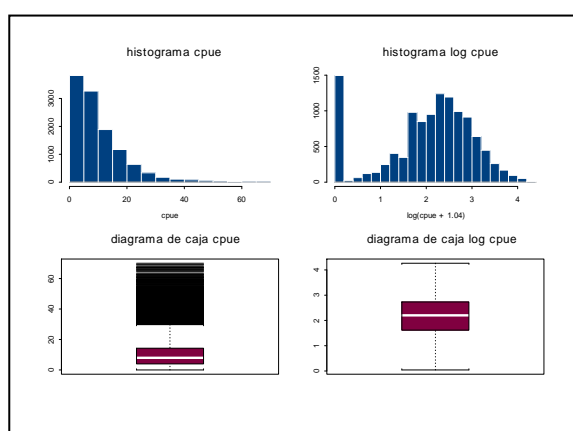 histograma cpue
histograma log cpue
3000
1000
0
0 20 40 60
cpue
1500
1000
500
0
0 1 2 3 4
log(cpue + 1.04)
diagrama de caja cpue
diagrama de caja log cpue
60
40
20
0
4
3
2
1
0